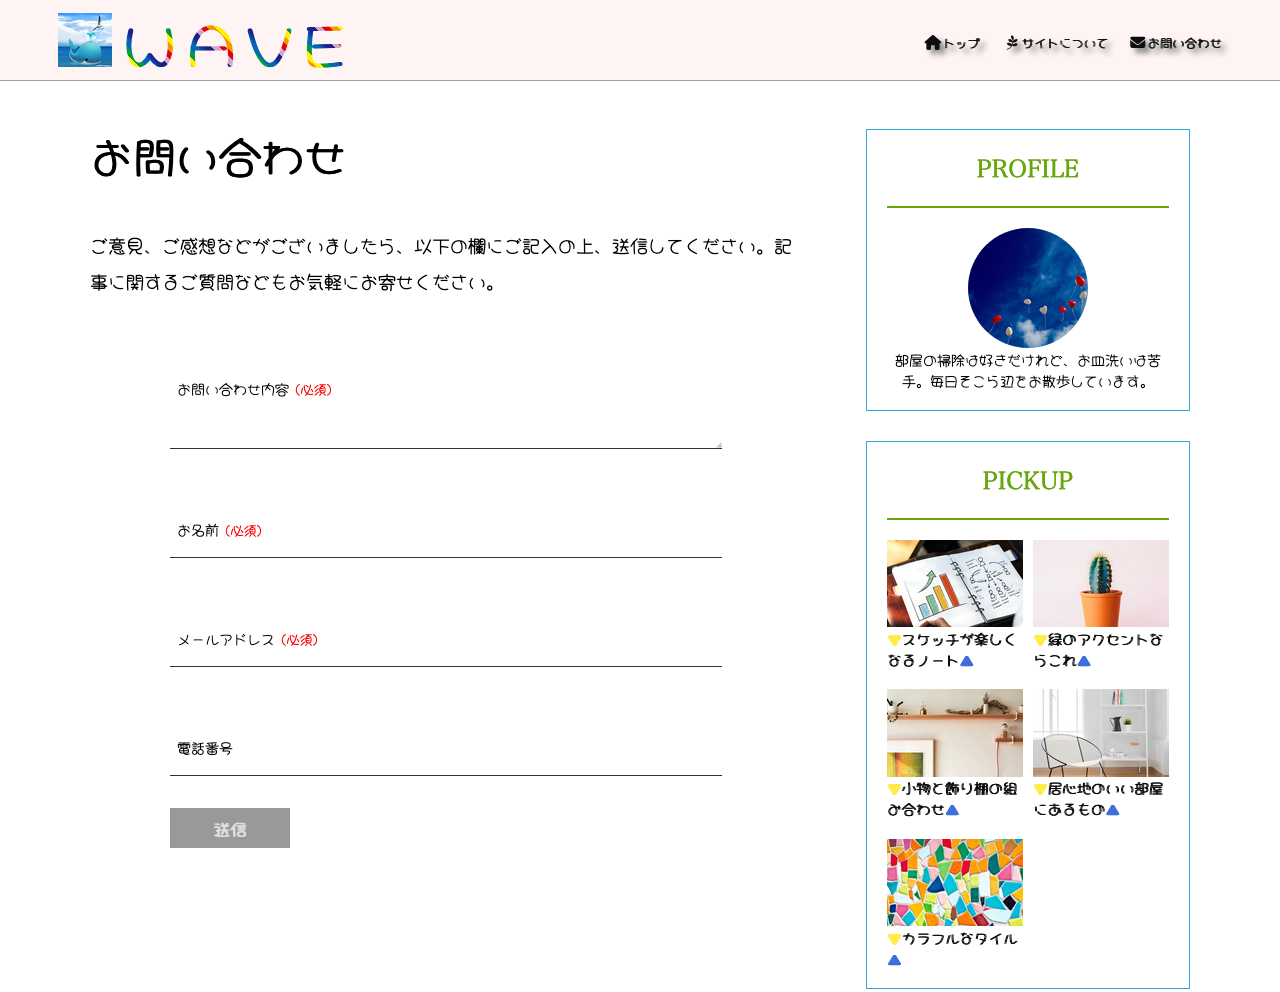 WAVE
トップ サイトについて お問い合わせ
お問い合わせ
ご意見、ご感想などがございましたら、以下の欄にご記入の上、送信してください。記
事に関するご質問などもお気軽にお寄せください。
お問い合わせ内容（必須）
お名前（必須）
メールアドレス（必須）
電話番号
送信
PROFILE
部屋の掃除は好きだけれど、お皿洗いは苦
手。毎日そこら辺をお散歩しています。
PICKUP
▼スケッチが楽しく
なるノート▲
▼緑のアクセントな
らこれ▲
▼小物と飾り棚の組
み合わせ▲
▼居心地のいい部屋
にあるもの▲
▼カラフルなタイル
▲